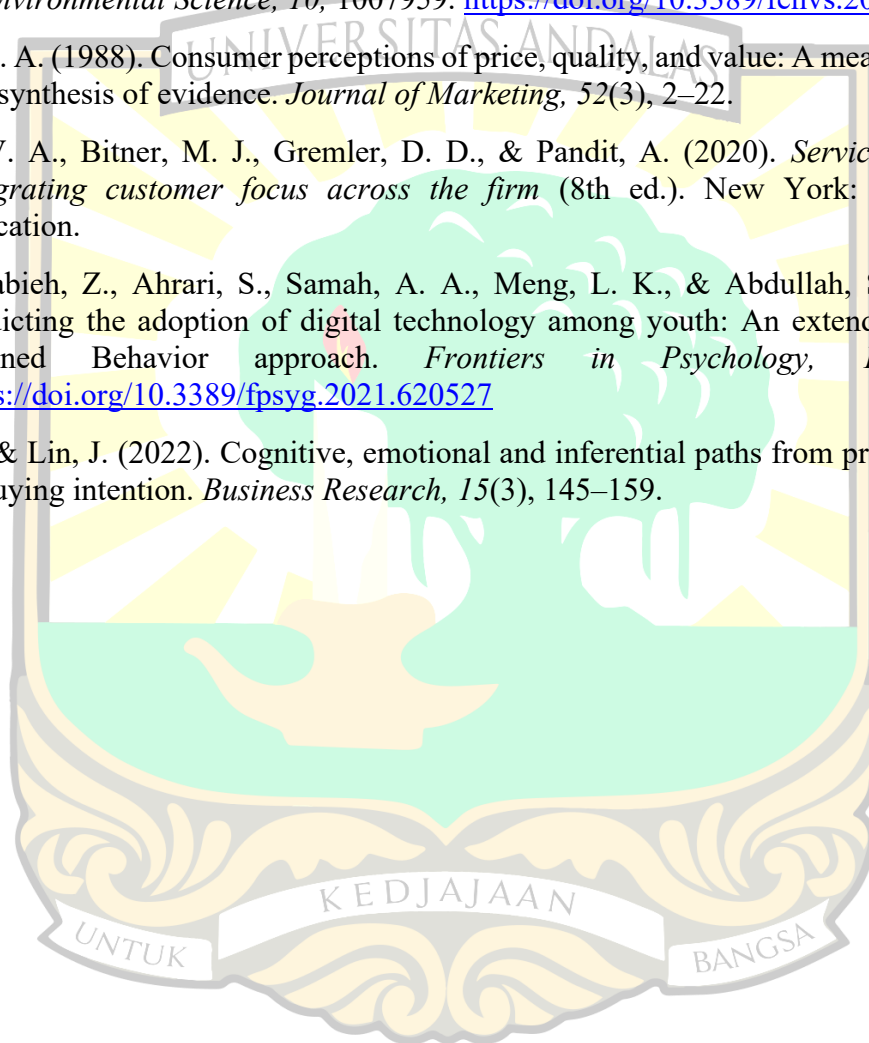 nvironmental Science, 10, 1007959. https://doi.org/10.3389/fenvs.20
UNIVERSITAS ANDALAS
. A. (1988). Consumer perceptions of price, quality, and value: A mea
synthesis of evidence. Journal of Marketing, 52(3), 2–22.
. A., Bitner, M. J., Gremler, D. D., & Pandit, A. (2020). Servic
grating customer focus across the firm (8th ed.). New York:
cation.
abieh, Z., Ahrari, S., Samah, A. A., Meng, L. K., & Abdullah, S
dicting the adoption of digital technology among youth: An extend
ned Behavior approach. Frontiers in Psychology,
s://doi.org/10.3389/fpsyg.2021.620527
& Lin, J. (2022). Cognitive, emotional and inferential paths from pr
uying intention. Business Research, 15(3), 145–159.
UNTUK KEDJAJAAN BANGSA